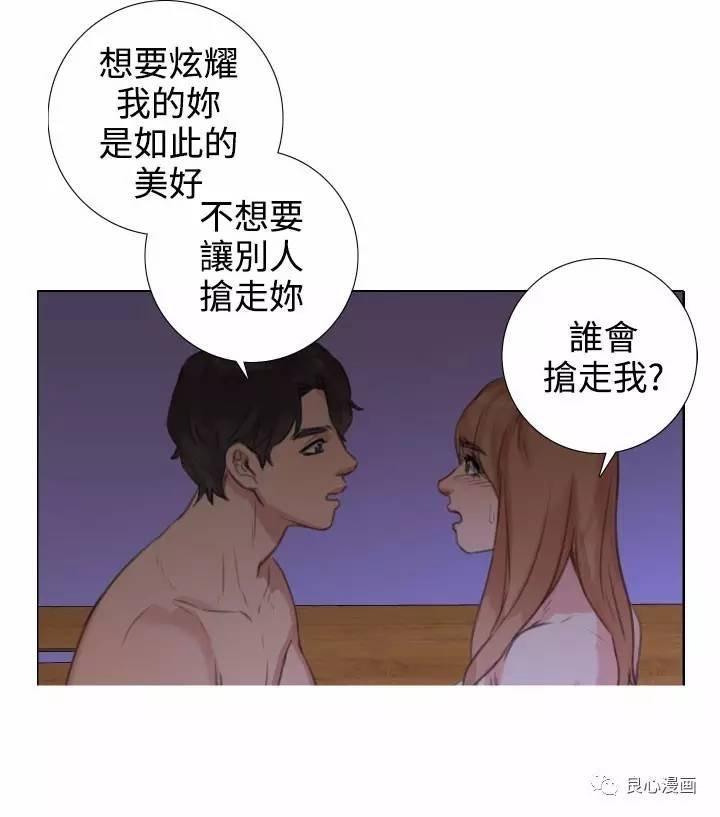 想要炫耀
我的妳
是如此的
美好
不想要
讓別人
搶走妳
誰會
搶走我?
良心漫画